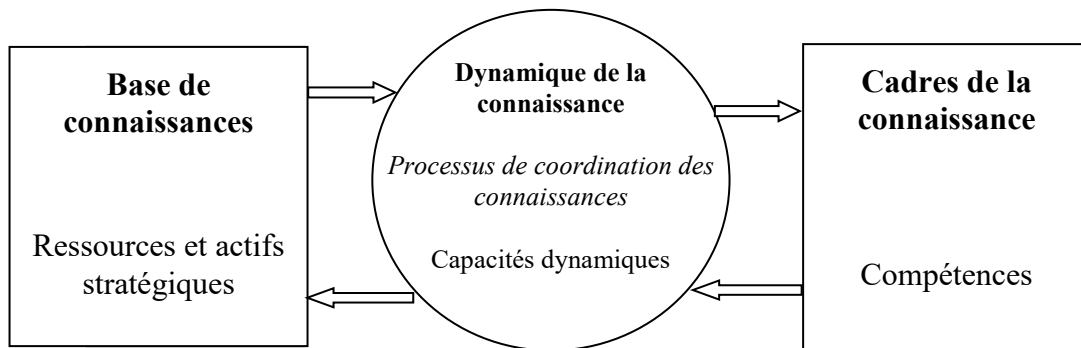 Base de
connaissances
Ressources et actifs
stratégiques
Dynamique de la
connaissance
Processus de coordination des
connaissances
Capacités dynamiques
Cadres de la
connaissance
Compétences